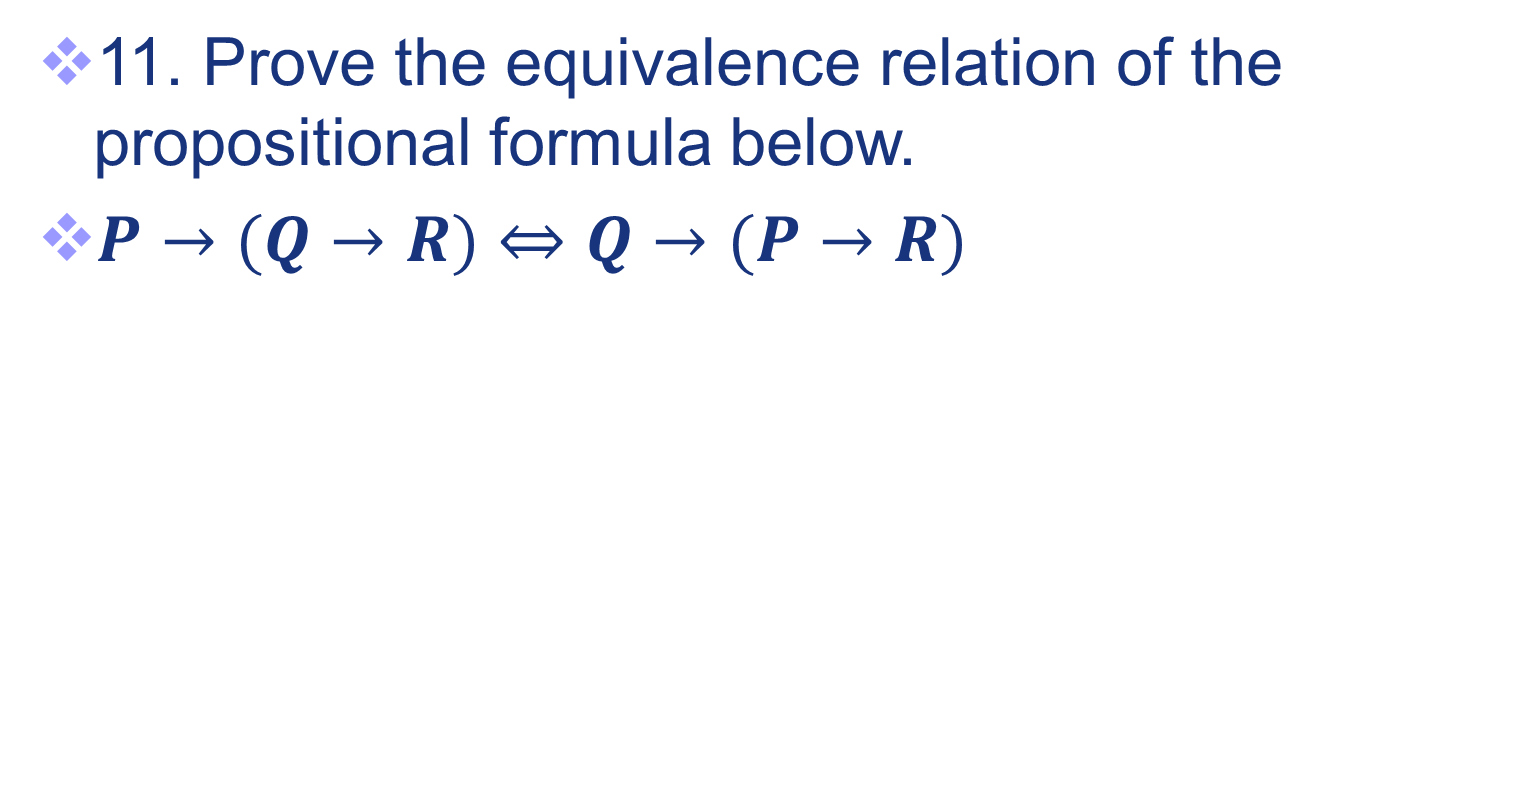 ❖11. Prove the equivalence relation of the
propositional formula below.
❖P → (Q → R) ⇔ Q → (P → R)